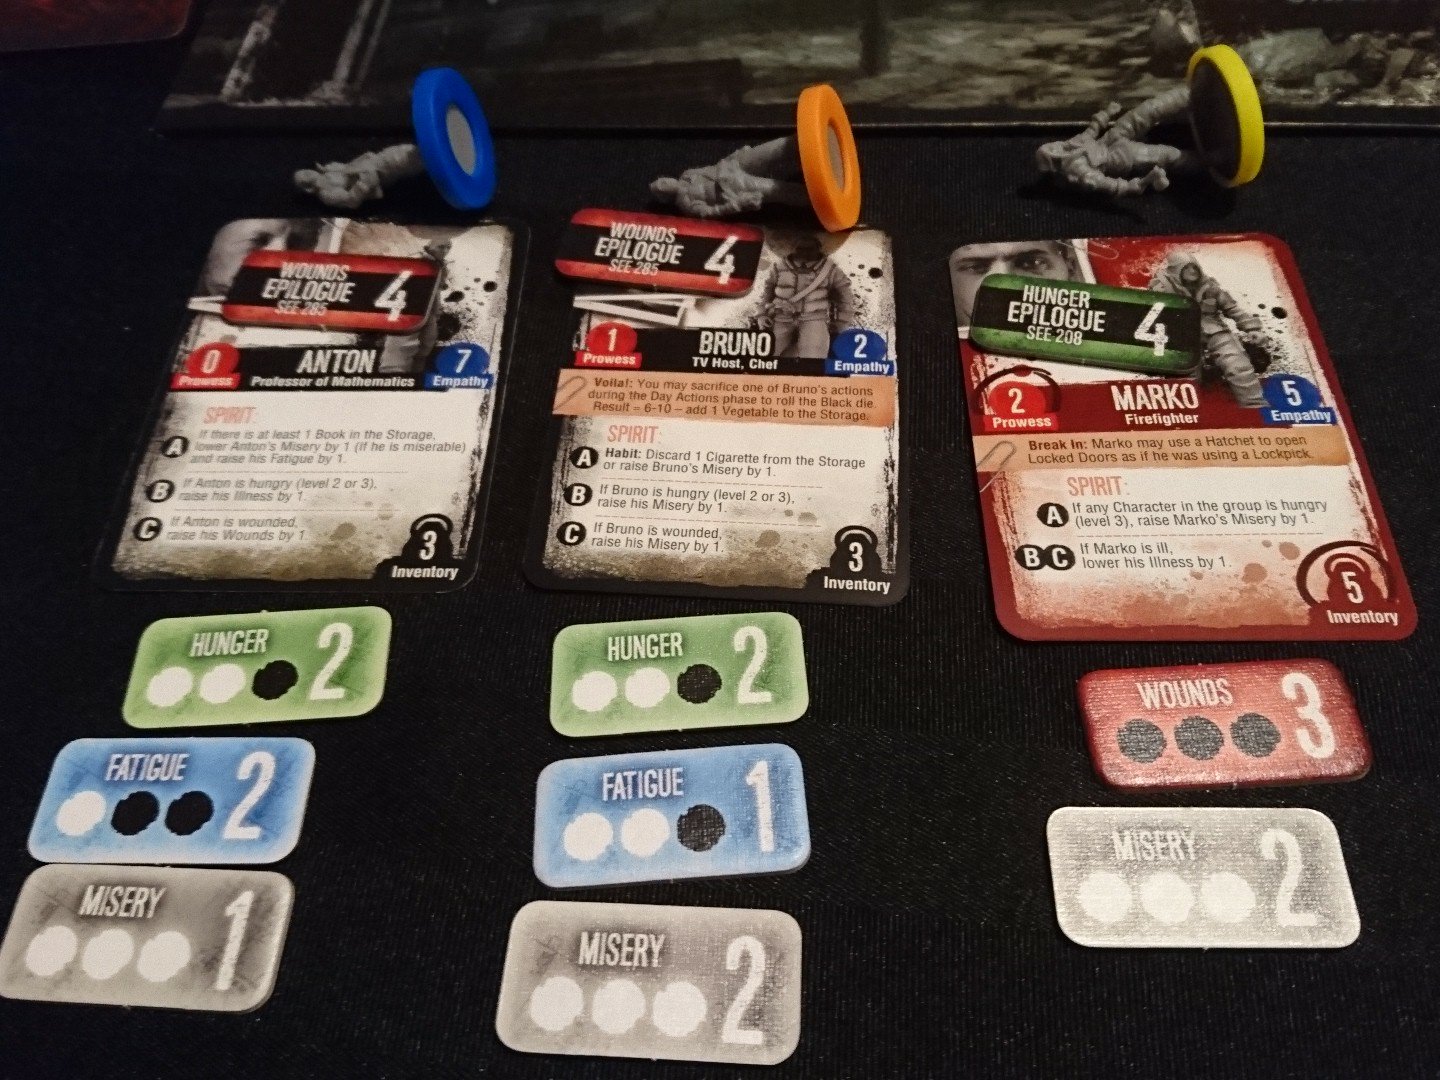 WOUNDS
EPILOGUE
SEE 285
4
0
Prowess
ANTON
Professor of Mathematics
7
Empathy
SPIRIT:
A
If there is at least 1 Book in the Storage,
lower Anton's Misery by 1 (if he is miserable)
and raise his Fatigue by 1.
B
If Anton is hungry (level 2 or 3),
raise his Illness by 1.
C
If Anton is wounded,
raise his Wounds by 1.
3
Inventory
HUNGER 2
FATIGUE 2
MISERY 1
WOUNDS
EPILOGUE
SEE 285
4
1
Prowess
BRUNO
TV Host, Chef
2
Empathy
Voila!: You may sacrifice one of Bruno's actions
during the Day Actions phase to roll the Black die
Result = 6-10 – add 1 Vegetable to the Storage.
SPIRIT:
A
Habit: Discard 1 Cigarette from the Storage
or raise Bruno's Misery by 1.
B
If Bruno is hungry (level 2 or 3),
raise his Misery by 1.
C
If Bruno is wounded,
raise his Misery by 1.
3
Inventory
HUNGER 2
FATIGUE 1
MISERY 2
HUNGER
EPILOGUE
SEE 208
4
2
Prowess
MARKO
Firefighter
5
Empathy
Break In: Marko may use a Hatchet to open
Locked Doors as if he was using a Lockpick.
SPIRIT:
A
If any Character in the group is hungry
(level 3), raise Marko's Misery by 1.
B C
If Marko is ill,
lower his Illness by 1.
5
Inventory
WOUNDS 3
MISERY 2